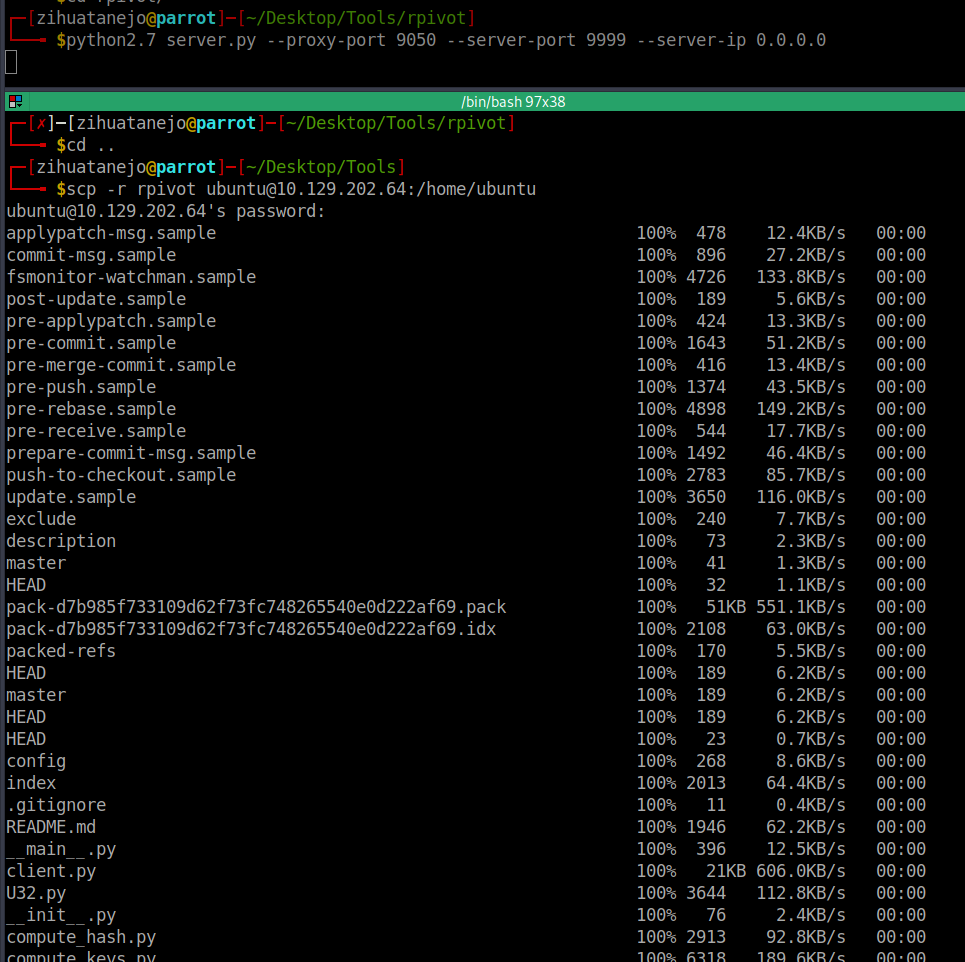 $cd rpivot/
┌─[zihuatanejo@parrot]─[~/Desktop/Tools/rpivot]
└──╼ $python2.7 server.py --proxy-port 9050 --server-port 9999 --server-ip 0.0.0.0
/bin/bash 97x38
┌─[✗]─[zihuatanejo@parrot]─[~/Desktop/Tools/rpivot]
└──╼ $cd ..
┌─[zihuatanejo@parrot]─[~/Desktop/Tools]
└──╼ $scp -r rpivot ubuntu@10.129.202.64:/home/ubuntu
ubuntu@10.129.202.64's password:
applypatch-msg.sample 100% 478 12.4KB/s 00:00
commit-msg.sample 100% 896 27.2KB/s 00:00
fsmonitor-watchman.sample 100% 4726 133.8KB/s 00:00
post-update.sample 100% 189 5.6KB/s 00:00
pre-applypatch.sample 100% 424 13.3KB/s 00:00
pre-commit.sample 100% 1643 51.2KB/s 00:00
pre-merge-commit.sample 100% 416 13.4KB/s 00:00
pre-push.sample 100% 1374 43.5KB/s 00:00
pre-rebase.sample 100% 4898 149.2KB/s 00:00
pre-receive.sample 100% 544 17.7KB/s 00:00
prepare-commit-msg.sample 100% 1492 46.4KB/s 00:00
push-to-checkout.sample 100% 2783 85.7KB/s 00:00
update.sample 100% 3650 116.0KB/s 00:00
exclude 100% 240 7.7KB/s 00:00
description 100% 73 2.3KB/s 00:00
master 100% 41 1.3KB/s 00:00
HEAD 100% 32 1.1KB/s 00:00
pack-d7b985f733109d62f73fc748265540e0d222af69.pack 100% 51KB 551.1KB/s 00:00
pack-d7b985f733109d62f73fc748265540e0d222af69.idx 100% 2108 63.0KB/s 00:00
packed-refs 100% 170 5.5KB/s 00:00
HEAD 100% 189 6.2KB/s 00:00
master 100% 189 6.2KB/s 00:00
HEAD 100% 189 6.2KB/s 00:00
HEAD 100% 23 0.7KB/s 00:00
config 100% 268 8.6KB/s 00:00
index 100% 2013 64.4KB/s 00:00
.gitignore 100% 11 0.4KB/s 00:00
README.md 100% 1946 62.2KB/s 00:00
__main__.py 100% 396 12.5KB/s 00:00
client.py 100% 21KB 606.0KB/s 00:00
U32.py 100% 3644 112.8KB/s 00:00
__init__.py 100% 76 2.4KB/s 00:00
compute_hash.py 100% 2913 92.8KB/s 00:00
compute_keys.py 100% 6318 189.6KB/s 00:00